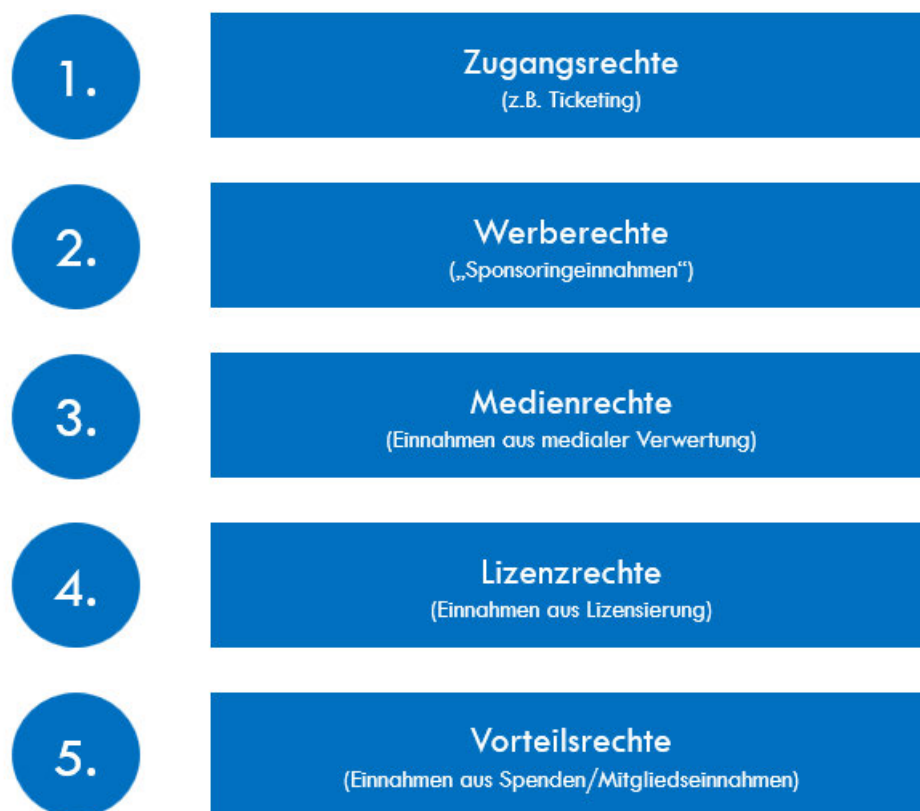 1.
Zugangsrechte
(z.B. Ticketing)
2.
Werberechte
(„Sponsoringeinnahmen“)
3.
Medienrechte
(Einnahmen aus medialer Verwertung)
4.
Lizenzrechte
(Einnahmen aus Lizensierung)
5.
Vorteilsrechte
(Einnahmen aus Spenden/Mitgliedseinnahmen)